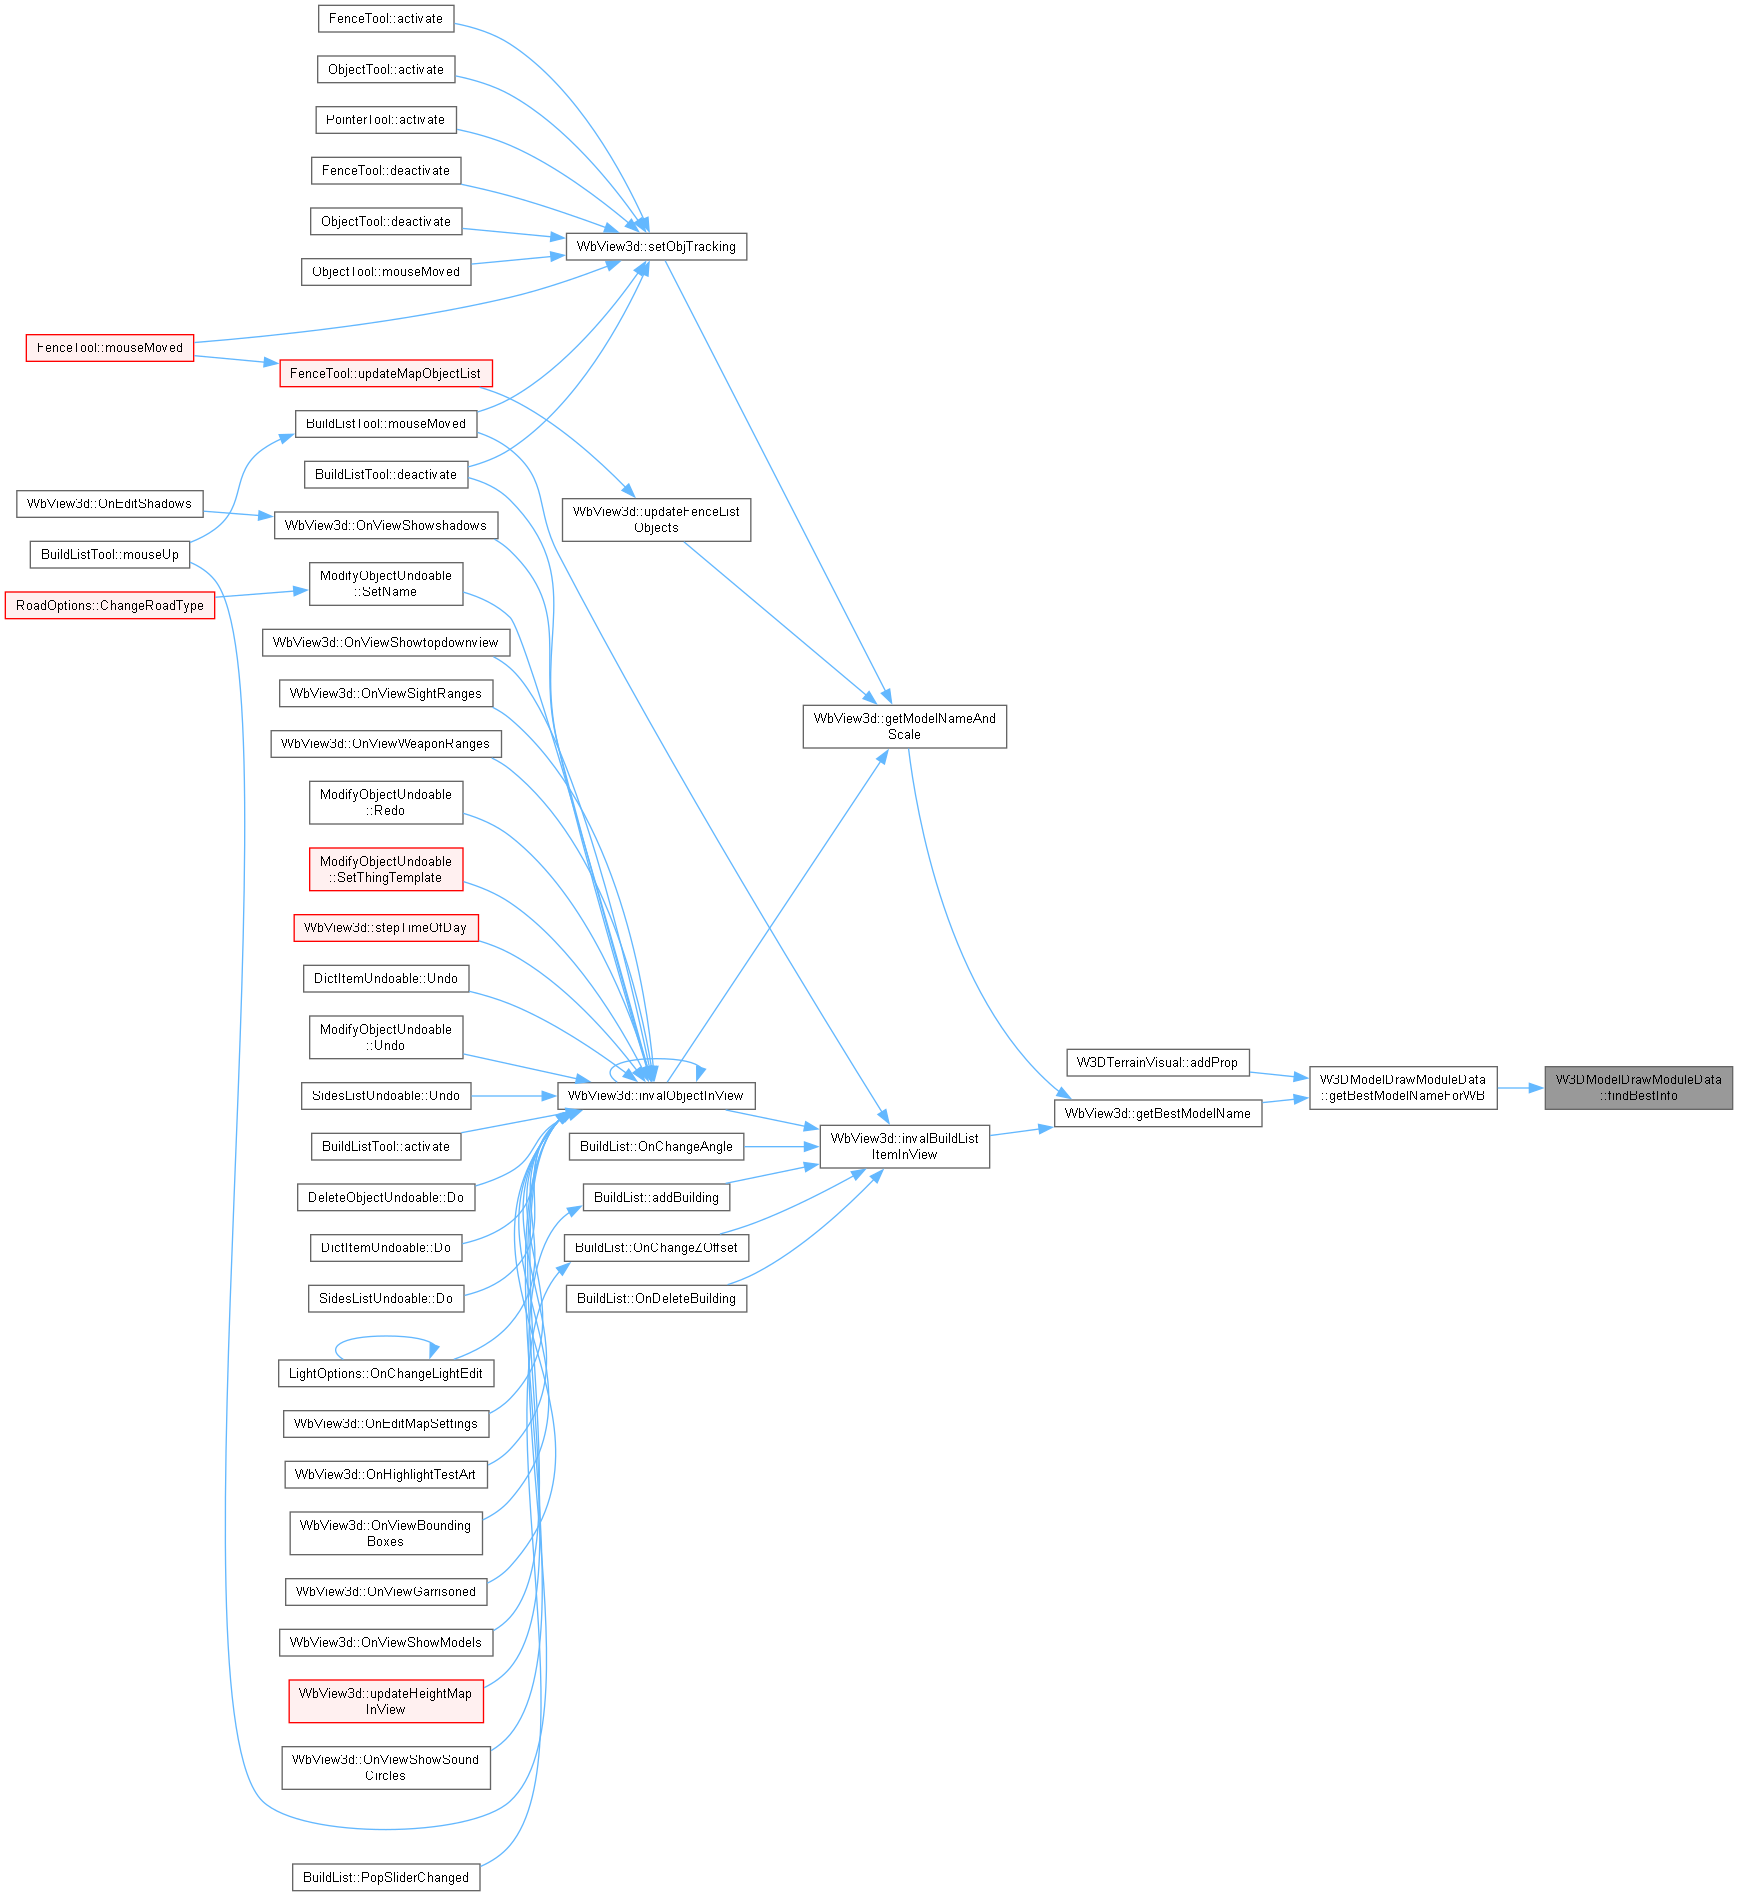 FenceTool::activate
ObjectTool::activate
PointerTool::activate
FenceTool::deactivate
ObjectTool::deactivate
WbView3d::setObjTracking
ObjectTool::mouseMoved
FenceTool::mouseMoved
FenceTool::updateMapObjectList
BuildListTool::mouseMoved
BuildListTool::deactivate
WbView3d::OnEditShadows
WbView3d::OnViewShowshadows
WbView3d::updateFenceList
Objects
BuildListTool::mouseUp
ModifyObjectUndoable
::SetName
RoadOptions::ChangeRoadType
WbView3d::OnViewShowtopdownview
WbView3d::OnViewSightRanges
WbView3d::getModelNameAnd
Scale
WbView3d::OnViewWeaponRanges
ModifyObjectUndoable
::Redo
ModifyObjectUndoable
::SetThingTemplate
WbView3d::stepTimeOfDay
DictItemUndoable::Undo
ModifyObjectUndoable
::Undo
W3DTerrainVisual::addProp
W3DModelDrawModuleData
::getBestModelNameForWB
W3DModelDrawModuleData
::findBestInfo
SidesListUndoable::Undo
WbView3d::invalObjectInView
WbView3d::getBestModelName
BuildListTool::activate
BuildList::OnChangeAngle
WbView3d::invalBuildList
ItemInView
DeleteObjectUndoable::Do
BuildList::addBuilding
DictItemUndoable::Do
BuildList::OnChangeZOffset
SidesListUndoable::Do
BuildList::OnDeleteBuilding
LightOptions::OnChangeLightEdit
WbView3d::OnEditMapSettings
WbView3d::OnHighlightTestArt
WbView3d::OnViewBounding
Boxes
WbView3d::OnViewGarrisoned
WbView3d::OnViewShowModels
WbView3d::updateHeightMap
InView
WbView3d::OnViewShowSound
Circles
BuildList::PopSliderChanged